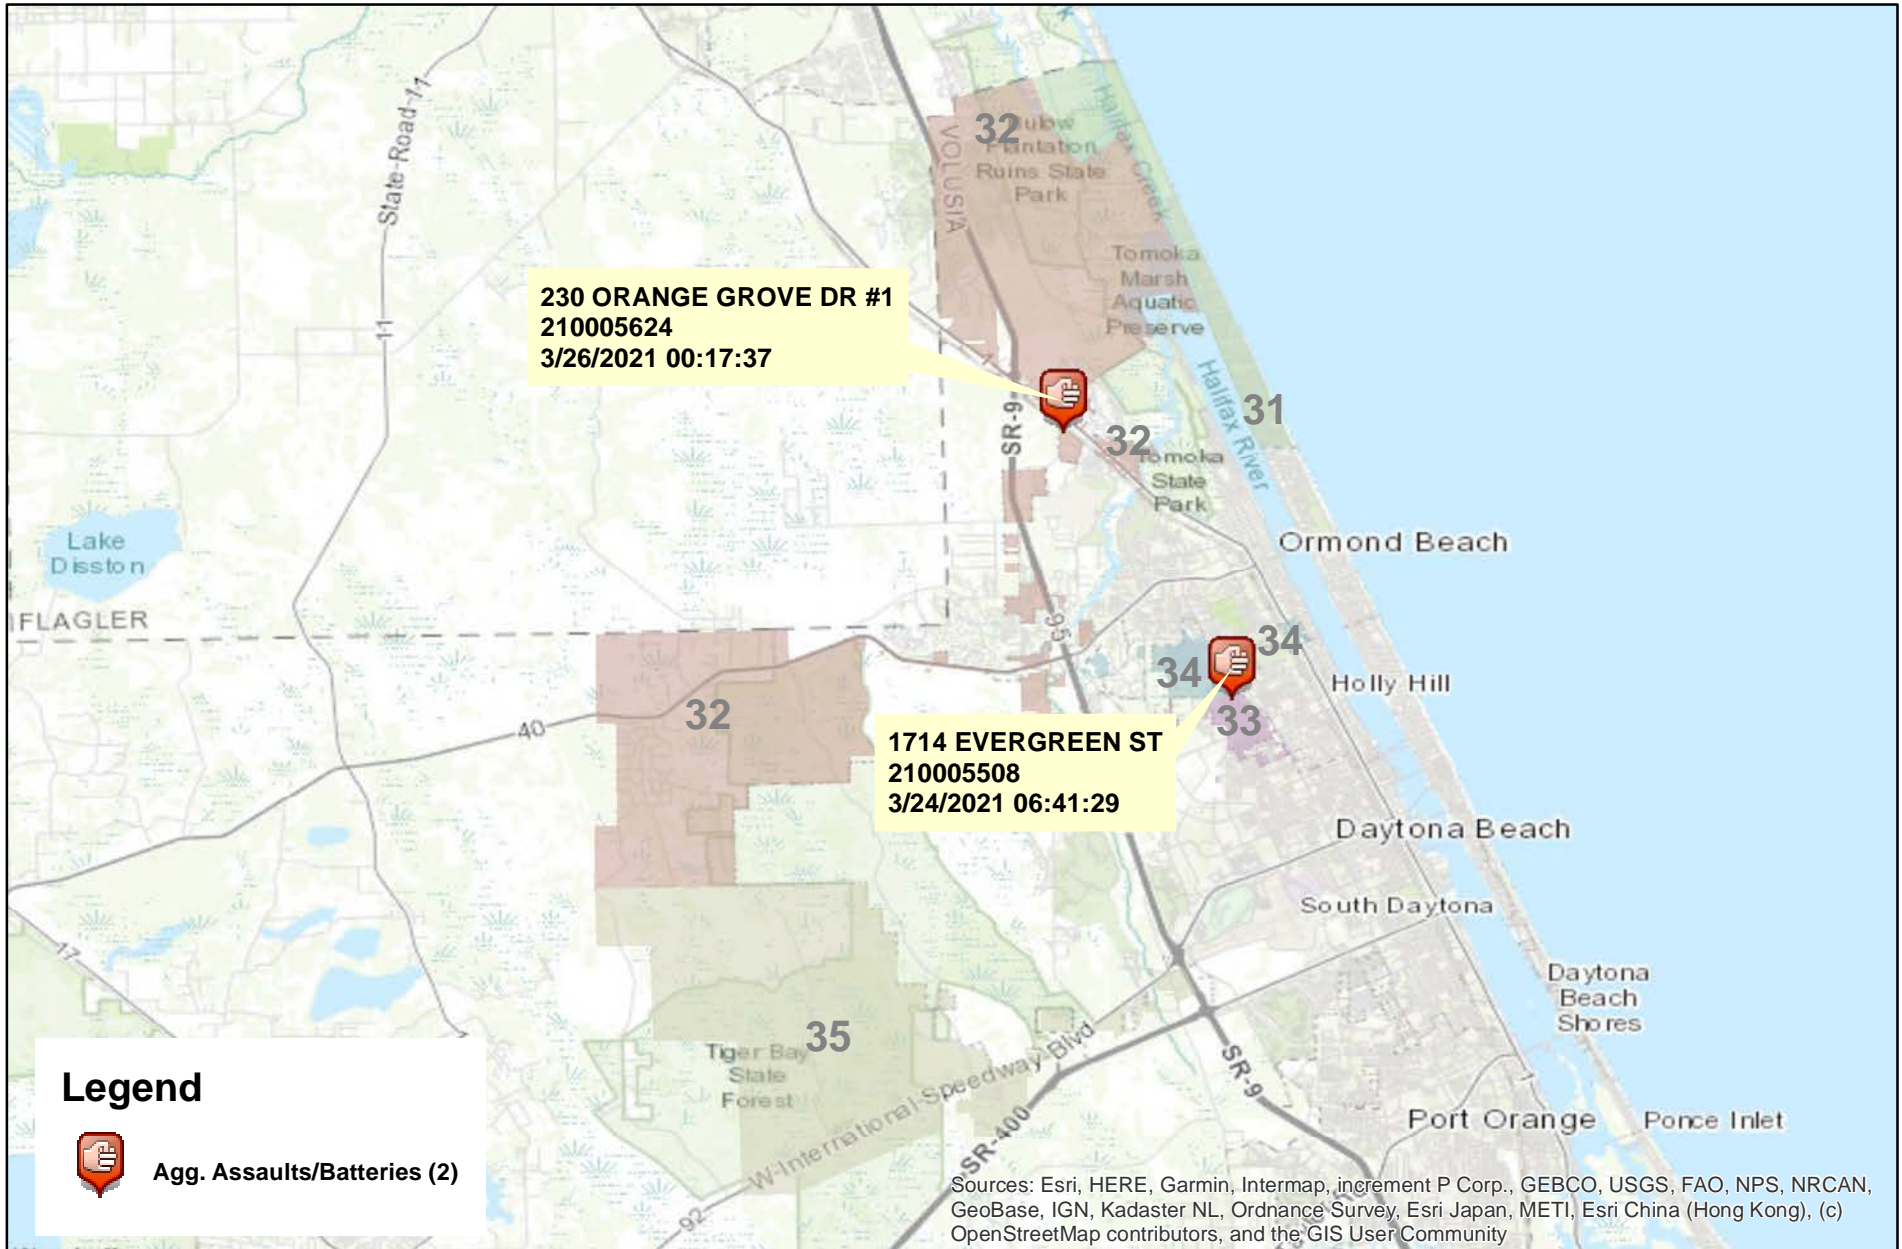 State-Road-11
11
VOLUSIA
32
Bulow
Plantation
Ruins State
Park
Halifax Creek
Tomoka
Marsh
Aquatic
Preserve
230 ORANGE GROVE DR #1
210005624
3/26/2021 00:17:37
SR-9
Halifax River
31
32
Tomoka
State
Park
Lake
Disston
FLAGLER
Ormond Beach
95
34
34
Holly Hill
33
32
40
1714 EVERGREEN ST
210005508
3/24/2021 06:41:29
Daytona Beach
South Daytona
17
Daytona
Beach
Shores
35
Tiger Bay
State
Forest
W-International-Speedway-Blvd
SR-9
SR-400
92
1
Port Orange
Ponce Inlet
Legend
Agg. Assaults/Batteries (2)
Sources: Esri, HERE, Garmin, Intermap, increment P Corp., GEBCO, USGS, FAO, NPS, NRCAN,
GeoBase, IGN, Kadaster NL, Ordnance Survey, Esri Japan, METI, Esri China (Hong Kong), (c)
OpenStreetMap contributors, and the GIS User Community